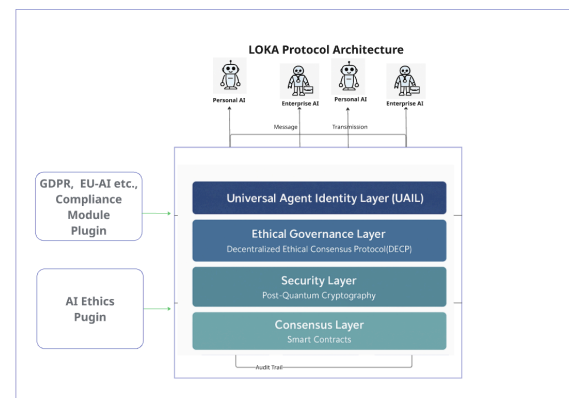 LOKA Protocol Architecture
Personal AI
Enterprise AI
Personal AI
Enterprise AI
Message
Transmission
GDPR, EU-AI etc.,
Compliance
Module
Plugin
Universal Agent Identity Layer (UAIL)
Ethical Governance Layer
Decentralized Ethical Consensus Protocol(DECP)
AI Ethics
Pugin
Security Layer
Post-Quantum Cryptography
Consensus Layer
Smart Contracts
Audit Trail